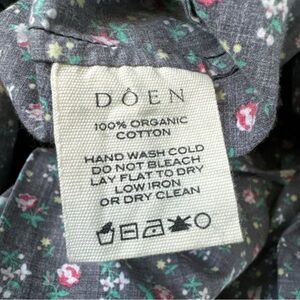 DÔEN
100% ORGANIC
COTTON
HAND WASH COLD
DO NOT BLEACH
LAY FLAT TO DRY
LOW IRON
OR DRY CLEAN